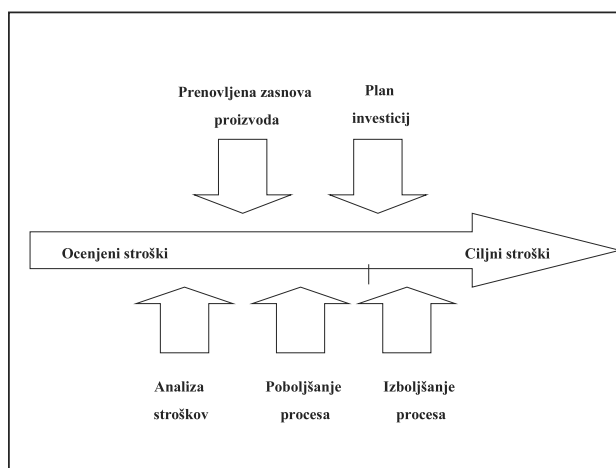 Prenovljena zasnova
proizvoda
Plan
investicij
Ocenjeni stroški
Ciljni stroški
Analiza
stroškov
Poboljšanje
procesa
Izboljšanje
procesa